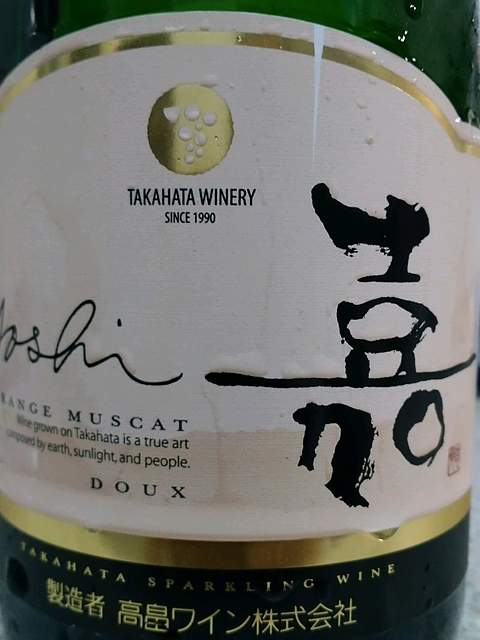 TAKAHATA WINERY
SINCE 1990
嘉
oshi
RANGE MUSCAT
Wine grown on Takahata is a true art
composed by earth, sunlight, and people.
DOUX
TAKAHATA SPARKLING WINE
製造者 高畠ワイン株式会社